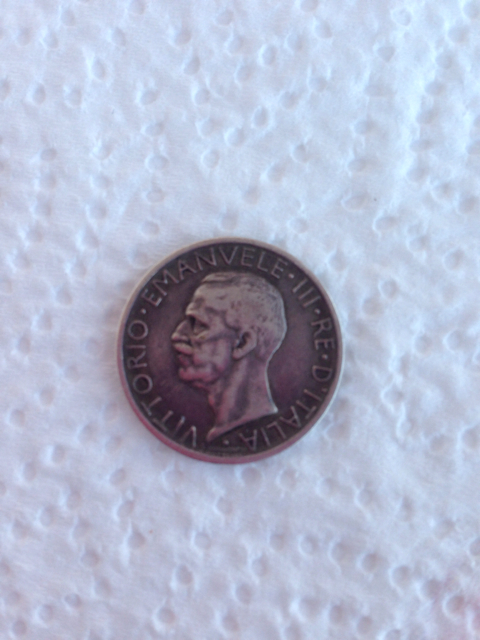 VITTORIO · EMANVELE · III · RE · D'ITALIA ·